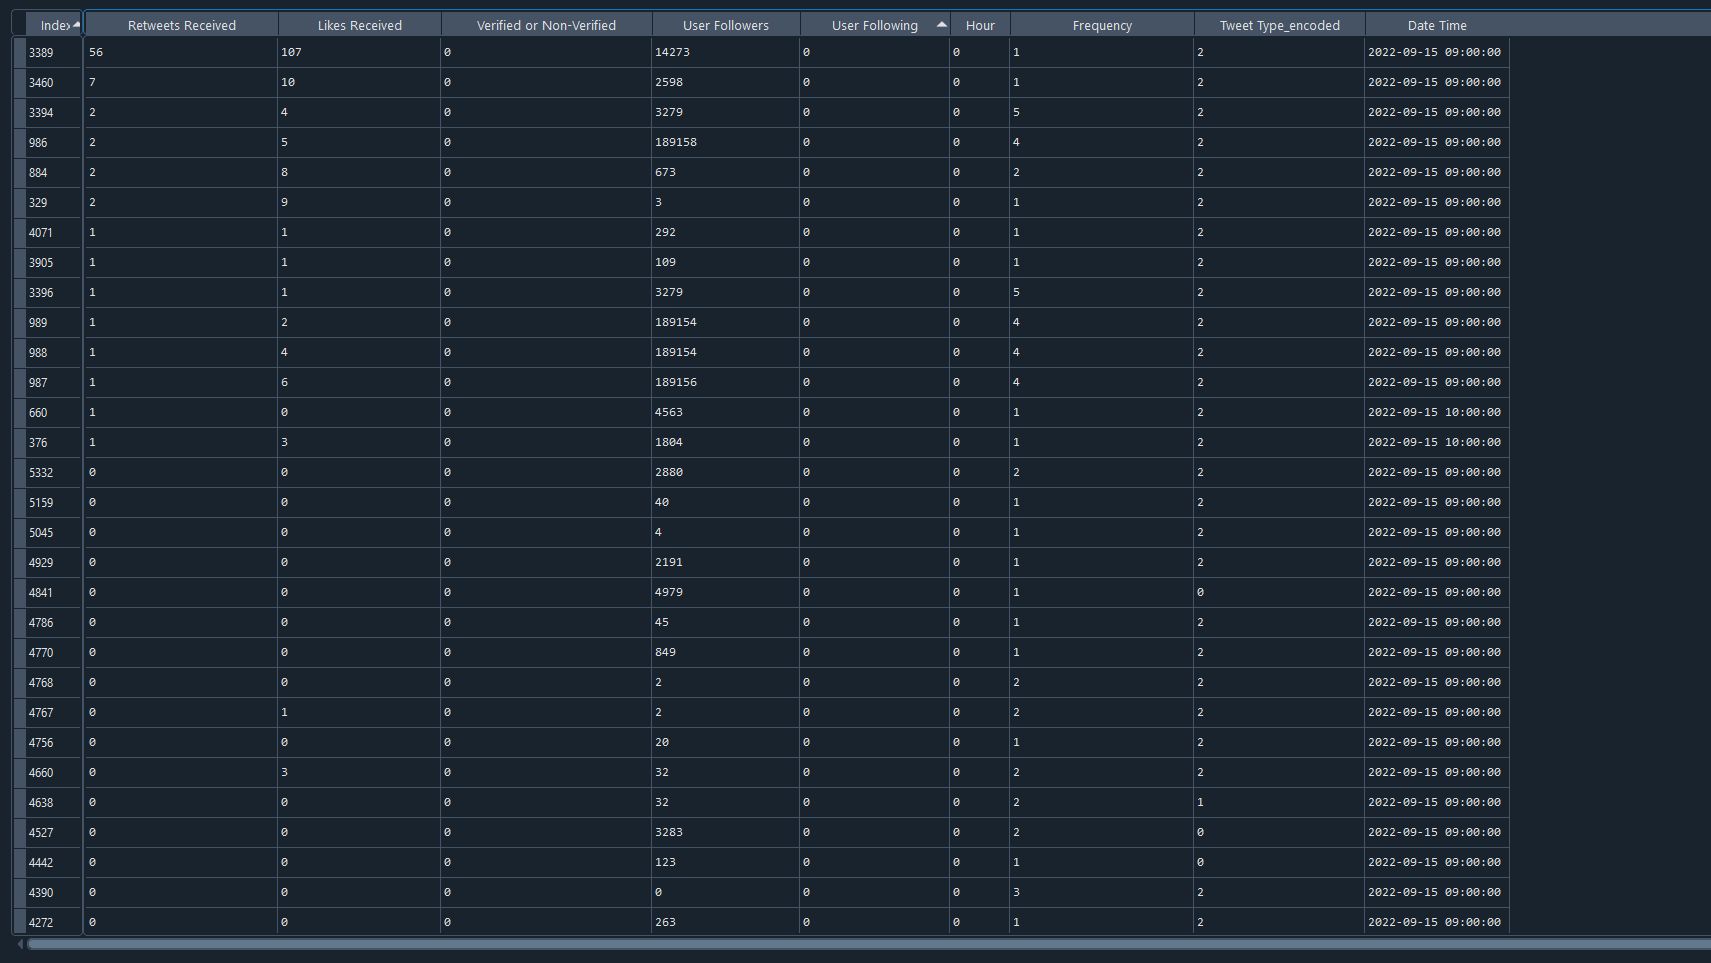 Index Retweets Received Likes Received Verified or Non-Verified User Followers User Following Hour Frequency Tweet Type_encoded Date Time
3389 56 107 0 14273 0 0 1 2 2022-09-15 09:00:00
3460 7 10 0 2598 0 0 1 2 2022-09-15 09:00:00
3394 2 4 0 3279 0 0 5 2 2022-09-15 09:00:00
986 2 5 0 189158 0 0 4 2 2022-09-15 09:00:00
884 2 8 0 673 0 0 2 2 2022-09-15 09:00:00
329 2 9 0 3 0 0 1 2 2022-09-15 09:00:00
4071 1 1 0 292 0 0 1 2 2022-09-15 09:00:00
3905 1 1 0 109 0 0 1 2 2022-09-15 09:00:00
3396 1 1 0 3279 0 0 5 2 2022-09-15 09:00:00
989 1 2 0 189154 0 0 4 2 2022-09-15 09:00:00
988 1 4 0 189154 0 0 4 2 2022-09-15 09:00:00
987 1 6 0 189156 0 0 4 2 2022-09-15 09:00:00
660 1 0 0 4563 0 0 1 2 2022-09-15 10:00:00
376 1 3 0 1804 0 0 1 2 2022-09-15 10:00:00
5332 0 0 0 2880 0 0 2 2 2022-09-15 09:00:00
5159 0 0 0 40 0 0 1 2 2022-09-15 09:00:00
5045 0 0 0 4 0 0 1 2 2022-09-15 09:00:00
4929 0 0 0 2191 0 0 1 2 2022-09-15 09:00:00
4841 0 0 0 4979 0 0 1 0 2022-09-15 09:00:00
4786 0 0 0 45 0 0 1 2 2022-09-15 09:00:00
4770 0 0 0 849 0 0 1 2 2022-09-15 09:00:00
4768 0 0 0 2 0 0 2 2 2022-09-15 09:00:00
4767 0 1 0 2 0 0 2 2 2022-09-15 09:00:00
4756 0 0 0 20 0 0 1 2 2022-09-15 09:00:00
4660 0 3 0 32 0 0 2 2 2022-09-15 09:00:00
4638 0 0 0 32 0 0 2 1 2022-09-15 09:00:00
4527 0 0 0 3283 0 0 2 0 2022-09-15 09:00:00
4442 0 0 0 123 0 0 1 0 2022-09-15 09:00:00
4390 0 0 0 0 0 0 3 2 2022-09-15 09:00:00
4272 0 0 0 263 0 0 1 2 2022-09-15 09:00:00